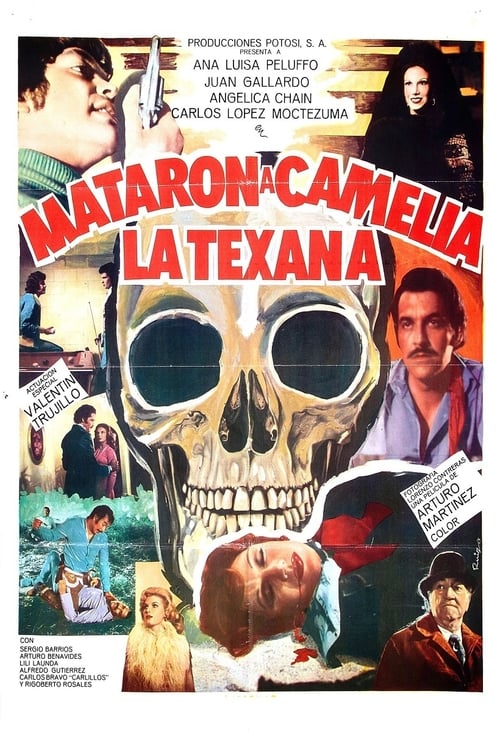 PRODUCCIONES POTOSI, S. A.
PRESENTA A
ANA LUISA PELUFFO
JUAN GALLARDO
ANGELICA CHAIN
CARLOS LOPEZ MOCTEZUMA
en
MATARON A CAMELIA
LA TEXANA
ACTUACION
ESPECIAL
VALENTIN
TRUJILLO
FOTOGRAFIA
LORENZO CONTRERAS
UNA PELICULA DE
ARTURO
MARTINEZ
COLOR
CON
SERGIO BARRIOS
ARTURO BENAVIDES
LILI LAUNDA
ALFREDO GUTIERREZ
CARLOS BRAVO "CARLILLOS"
Y RIGOBERTO ROSALES